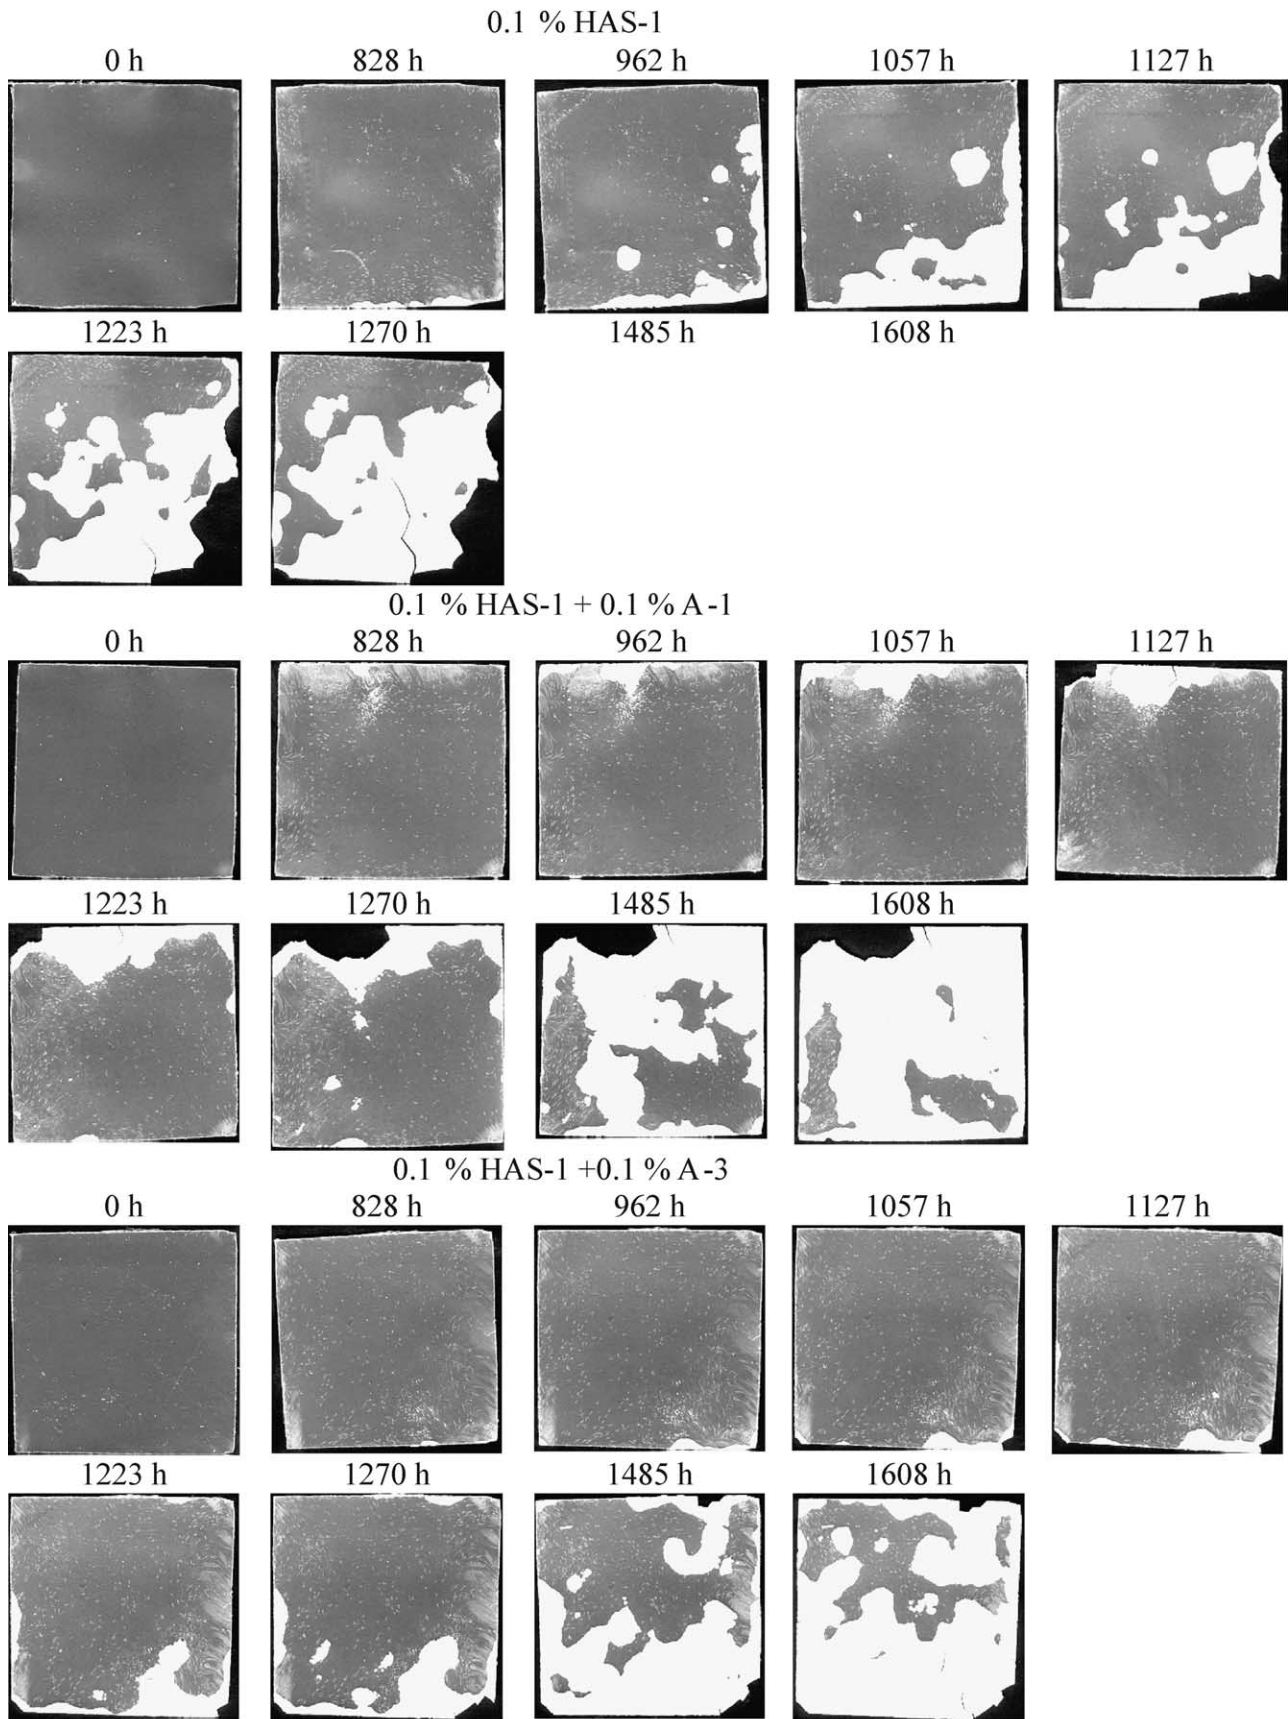 0.1 % HAS-1
0 h 828 h 962 h 1057 h 1127 h
1223 h 1270 h 1485 h 1608 h
0.1 % HAS-1 + 0.1 % A-1
0 h 828 h 962 h 1057 h 1127 h
1223 h 1270 h 1485 h 1608 h
0.1 % HAS-1 +0.1 % A-3
0 h 828 h 962 h 1057 h 1127 h
1223 h 1270 h 1485 h 1608 h